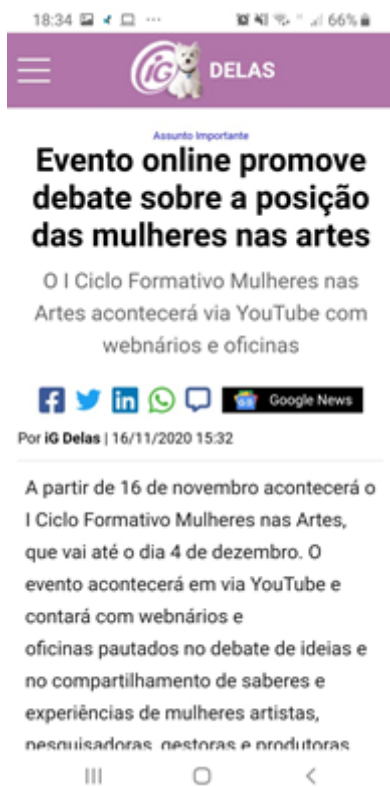 18:34
66%
iG DELAS
Assunto Importante
Evento online promove
debate sobre a posição
das mulheres nas artes
O I Ciclo Formativo Mulheres nas
Artes acontecerá via YouTube com
webnários e oficinas
Google News
Por iG Delas | 16/11/2020 15:32
A partir de 16 de novembro acontecerá o
I Ciclo Formativo Mulheres nas Artes,
que vai até o dia 4 de dezembro. O
evento acontecerá em via YouTube e
contará com webnários e
oficinas pautados no debate de ideias e
no compartilhamento de saberes e
experiências de mulheres artistas,
pesquisadoras, gestoras e produtoras